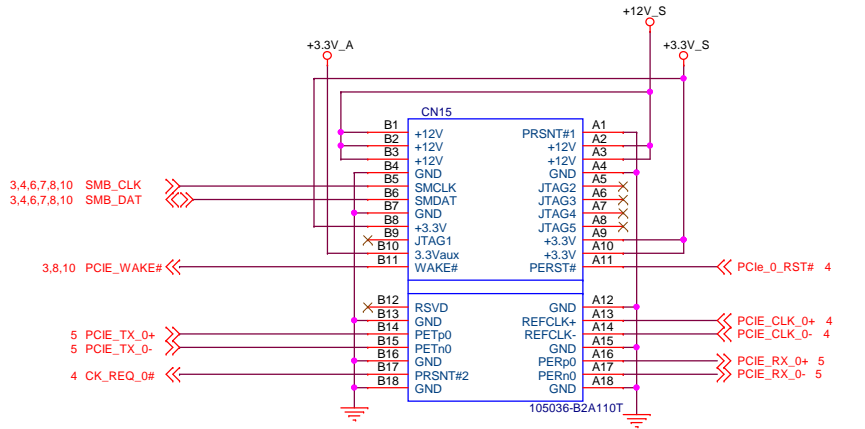 +12V_S
+3.3V_A
+3.3V_S
CN15
B1 +12V PRSNT#1 A1
B2 +12V +12V A2
B3 +12V +12V A3
B4 GND GND A4
3,4,6,7,8,10 SMB_CLK B5 SMCLK JTAG2 A5
3,4,6,7,8,10 SMB_DAT B6 SMDAT JTAG3 A6
B7 GND JTAG4 A7
B8 +3.3V JTAG5 A8
B9 JTAG1 +3.3V A9
B10 3.3Vaux +3.3V A10
3,8,10 PCIE_WAKE# B11 WAKE# PERST# A11 PCIe_0_RST# 4
B12 RSVD GND A12
B13 GND REFCLK+ A13 PCIE_CLK_0+ 4
5 PCIE_TX_0+ B14 PETp0 REFCLK- A14 PCIE_CLK_0- 4
5 PCIE_TX_0- B15 PETn0 GND A15
B16 GND PERp0 A16 PCIE_RX_0+ 5
4 CK_REQ_0# B17 PRSNT#2 PERn0 A17 PCIE_RX_0- 5
B18 GND GND A18
105036-B2A110T